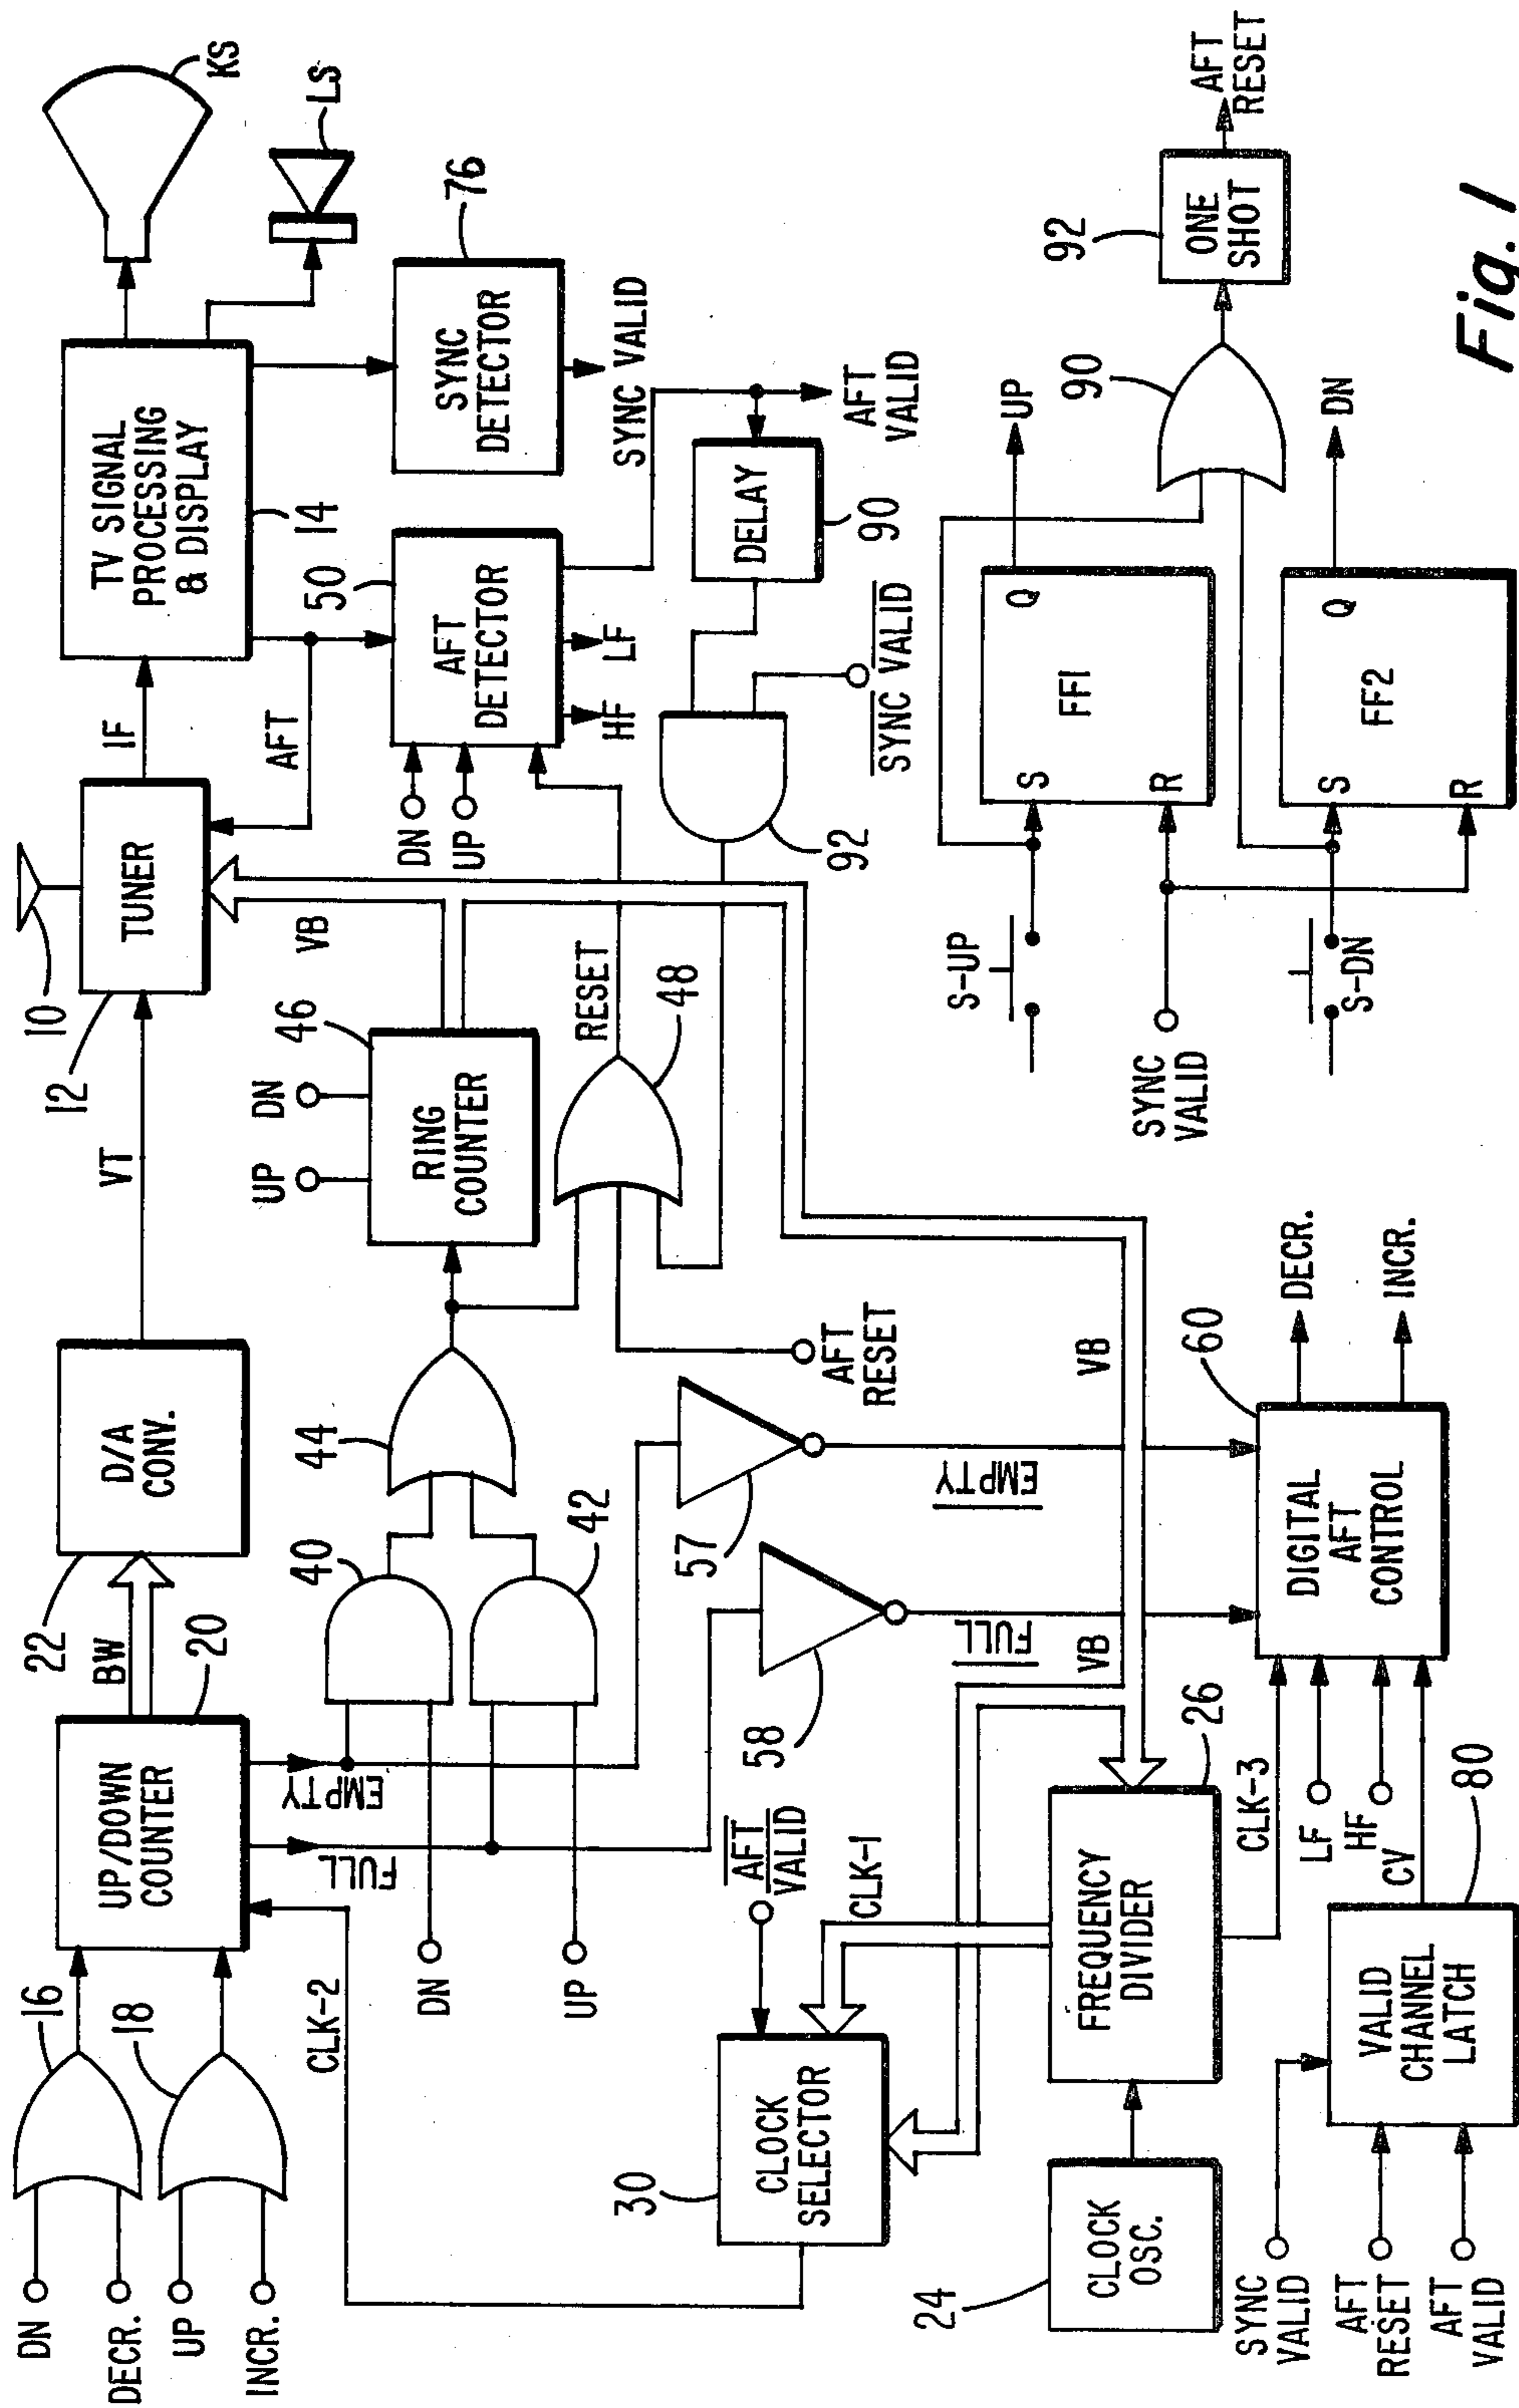 DN
DECR.
UP
INCR.
16
18
UP/DOWN
COUNTER
20
BW
22
D/A
CONV.
VT
10
12
TUNER
IF
AFT
TV SIGNAL
PROCESSING
& DISPLAY
14
KS
LS
CLK-2
FULL
EMPTY
DN
UP
40
42
44
UP
DN
46
RING
COUNTER
VB
RESET
48
AFT
RESET
DN
UP
50
AFT
DETECTOR
HF
LF
76
SYNC
DETECTOR
SYNC VALID
AFT
VALID
DELAY
90
92
SYNC VALID
57
58
EMPTY
FULL
VB
VB
AFT
VALID
CLK-1
30
CLOCK
SELECTOR
24
CLOCK
OSC.
FREQUENCY
DIVIDER
26
CLK-3
LF
HF
CV
SYNC
VALID
AFT
RESET
AFT
VALID
VALID
CHANNEL
LATCH
80
60
DIGITAL
AFT
CONTROL
DECR.
INCR.
S-UP
SYNC
VALID
S-DN
S
R
FF1
Q
UP
S
R
FF2
Q
DN
90
92
ONE
SHOT
AFT
RESET
Fig. 1